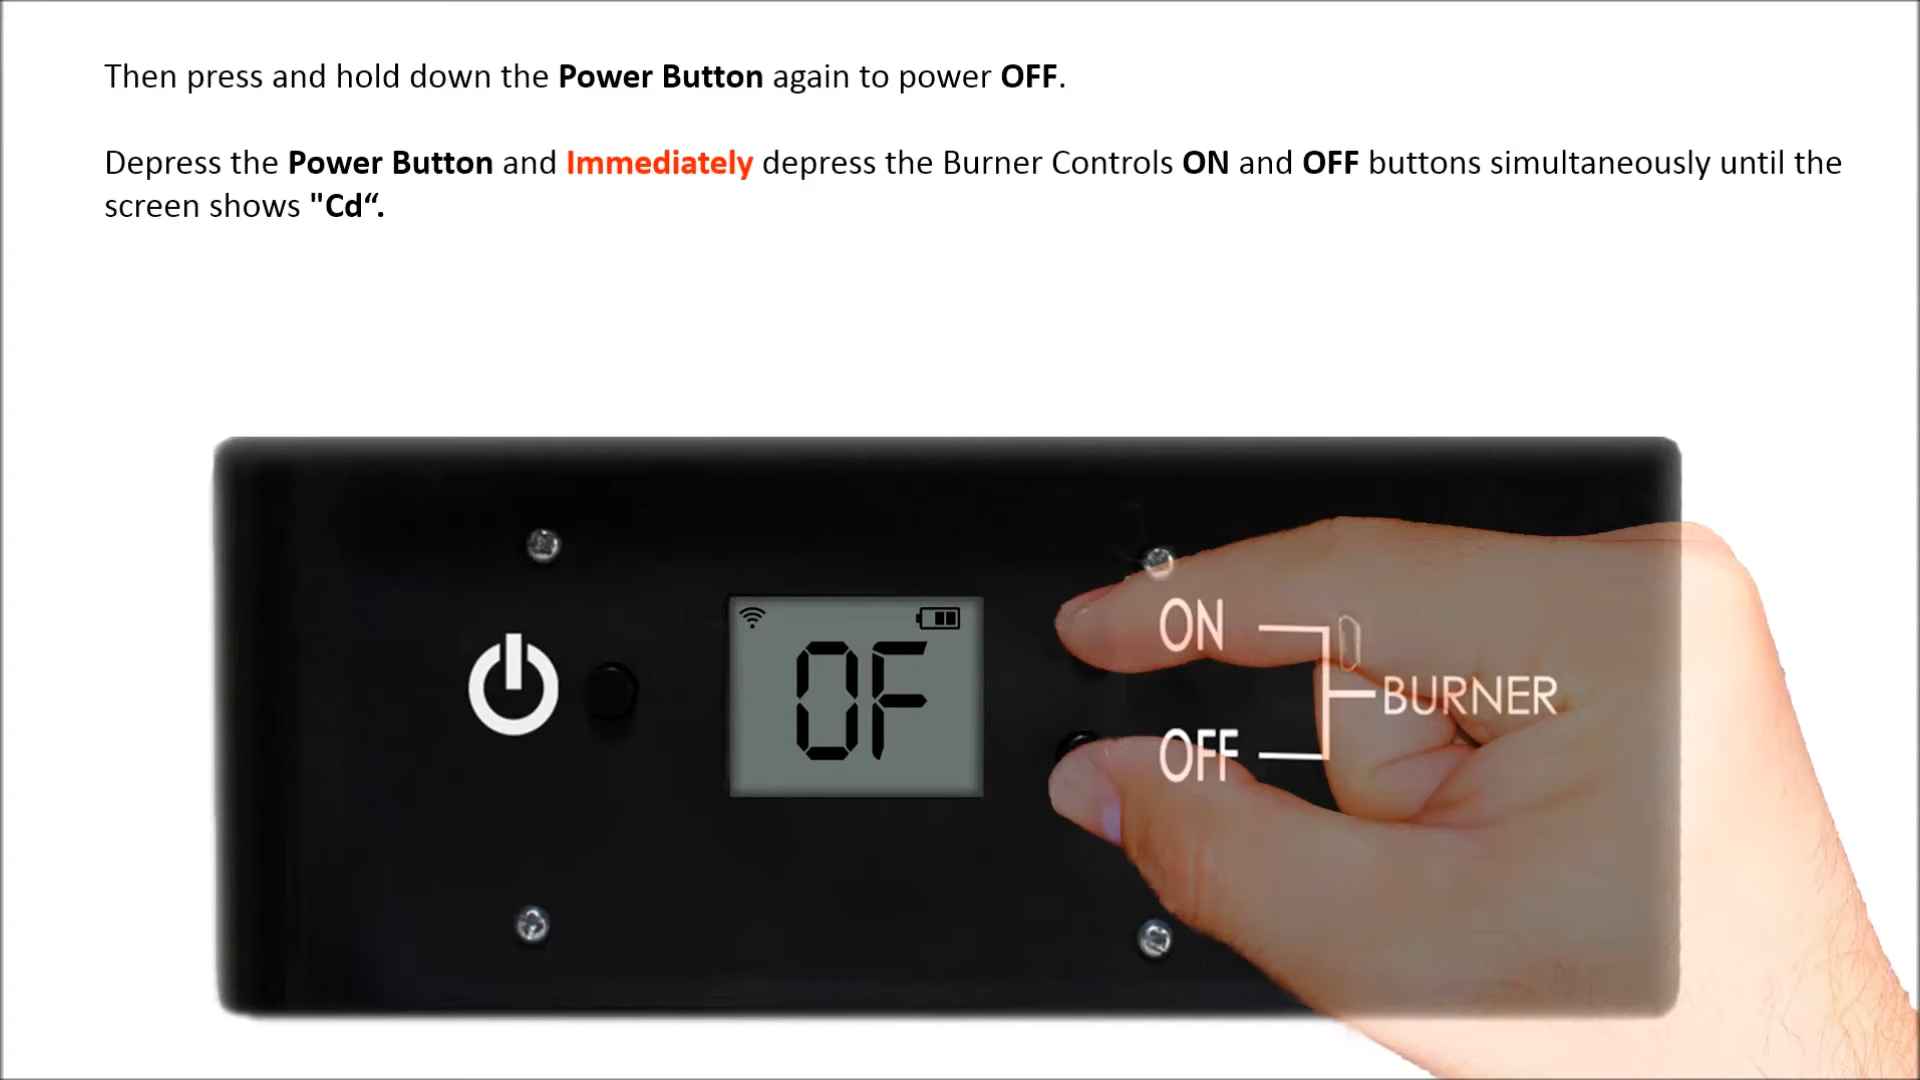 Then press and hold down the Power Button again to power OFF.
Depress the Power Button and Immediately depress the Burner Controls ON and OFF buttons simultaneously until the
screen shows "Cd“.
OF
ON
BURNER
OFF